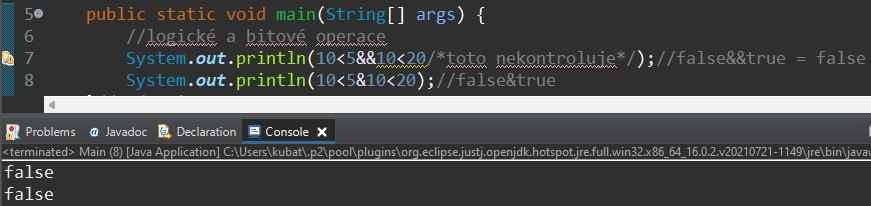 5 public static void main(String[] args) {
6 //logické a bitové operace
7 System.out.println(10<5&&10<20/*toto nekontroluje*/);//false&&true = false
8 System.out.println(10<5&10<20);//false&true
Problems Javadoc Declaration Console
<terminated> Main (8) [Java Application] C:\Users\kubat\.p2\pool\plugins\org.eclipse.justj.openjdk.hotspot.jre.full.win32.x86_64_16.0.2.v20210721-1149\jre\bin\javaw
false
false